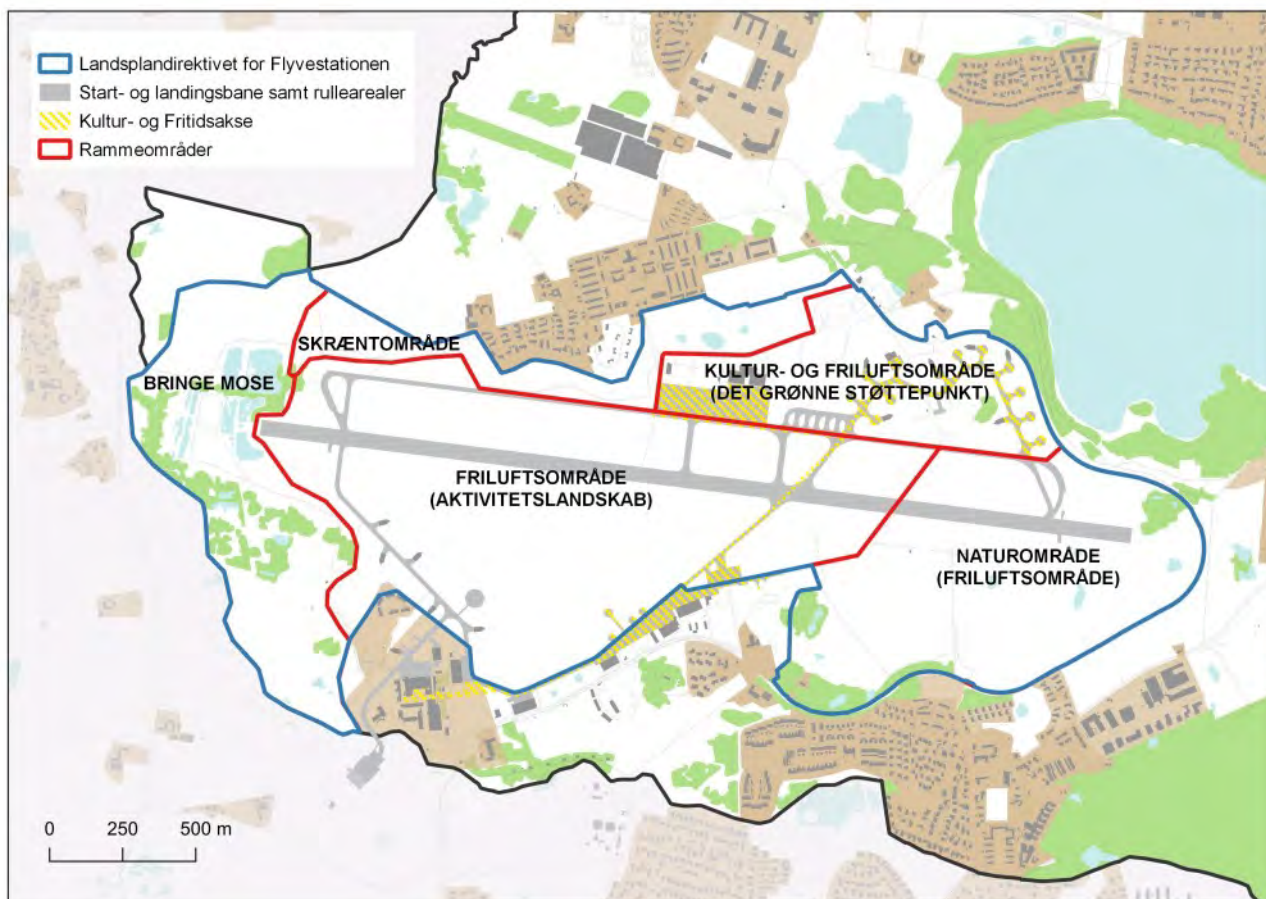 Landsplandirektivet for Flyvestationen
Start- og landingsbane samt rullearealer
Kultur- og Fritidsakse
Rammeområder
SKRÆNTOMRÅDE
BRINGE MOSE
KULTUR- OG FRILUFTSOMRÅDE
(DET GRØNNE STØTTEPUNKT)
FRILUFTSOMRÅDE
(AKTIVITETSLANDSKAB)
NATUROMRÅDE
(FRILUFTSOMRÅDE)
0 250 500 m